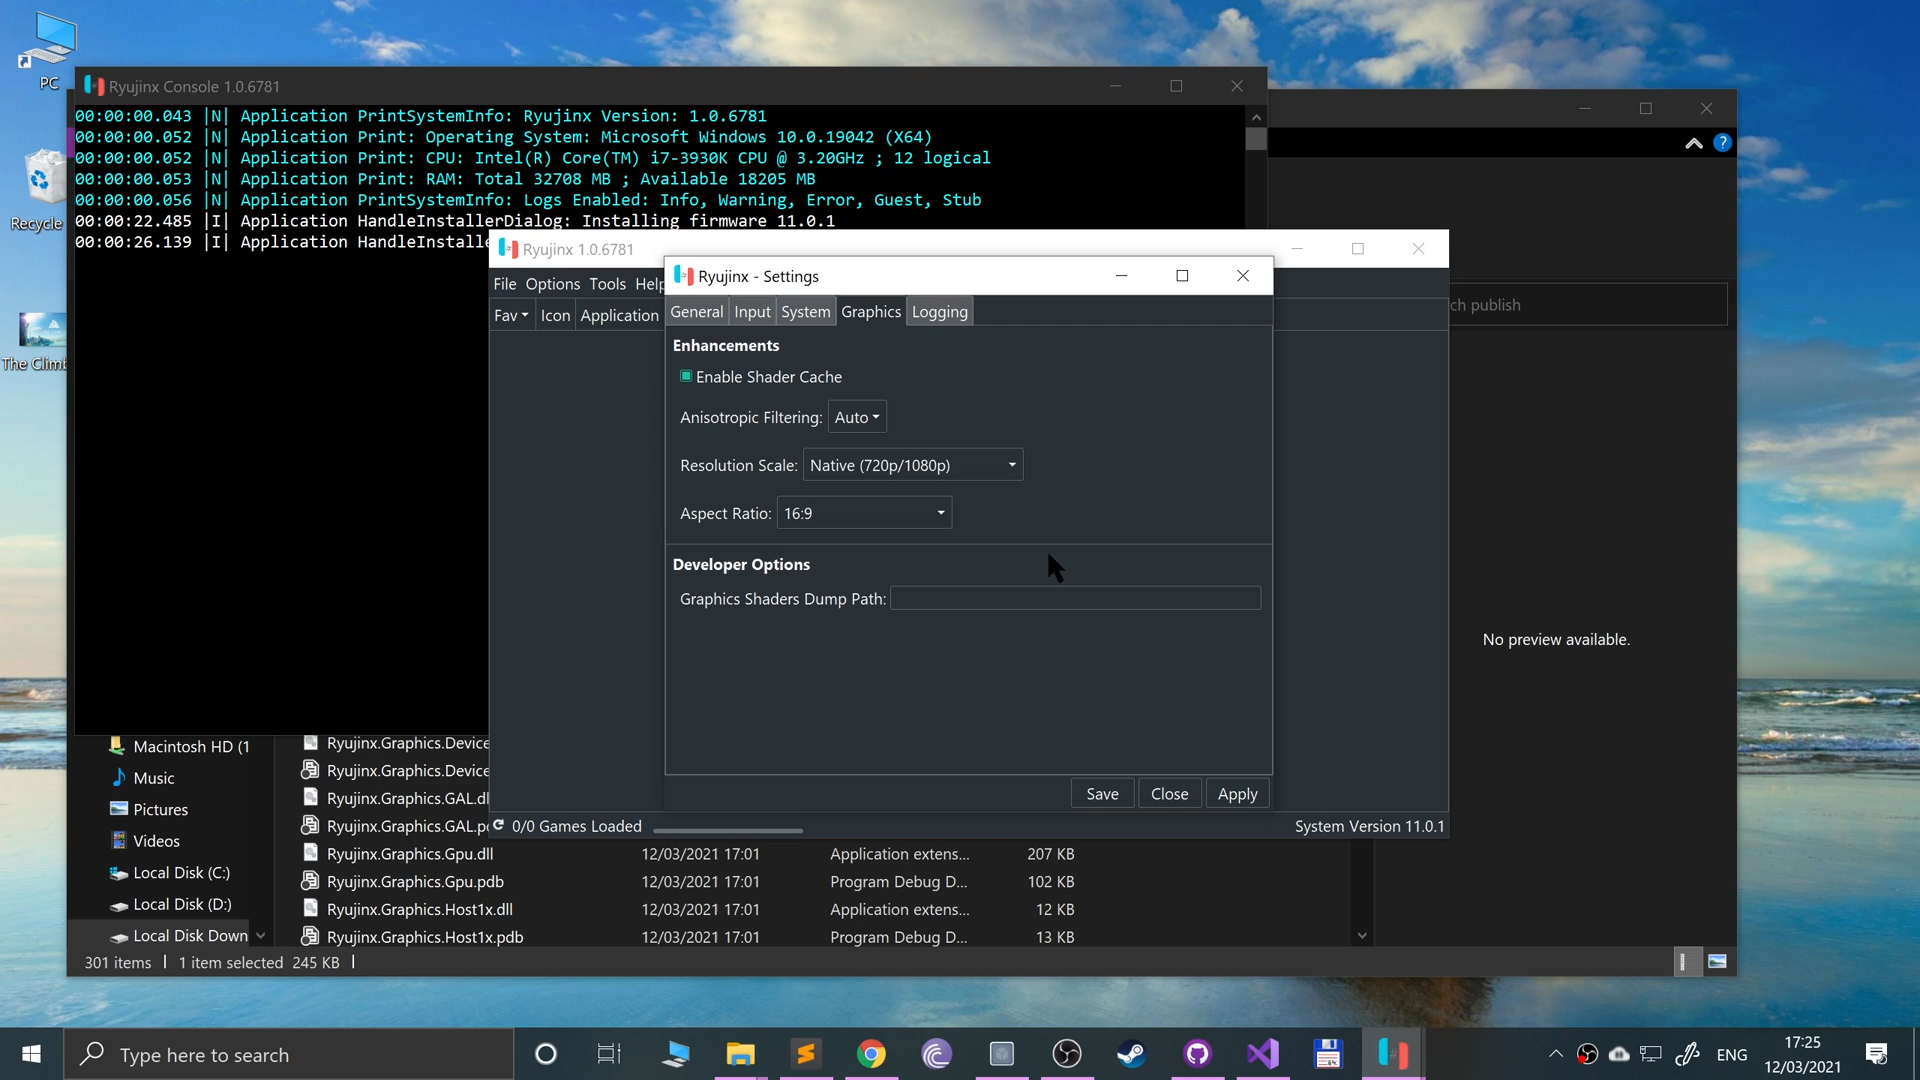 PC
Recycle
The Climb
Ryujinx Console 1.0.6781
00:00:00.043 |N| Application PrintSystemInfo: Ryujinx Version: 1.0.6781
00:00:00.052 |N| Application Print: Operating System: Microsoft Windows 10.0.19042 (X64)
00:00:00.052 |N| Application Print: CPU: Intel(R) Core(TM) i7-3930K CPU @ 3.20GHz ; 12 logical
00:00:00.053 |N| Application Print: RAM: Total 32708 MB ; Available 18205 MB
00:00:00.056 |N| Application PrintSystemInfo: Logs Enabled: Info, Warning, Error, Guest, Stub
00:00:22.485 |I| Application HandleInstallerDialog: Installing firmware 11.0.1
00:00:26.139 |I| Application HandleInstalle
Ryujinx 1.0.6781
File Options Tools Help
Fav Icon Application
Ryujinx - Settings
General Input System Graphics Logging
Enhancements
Enable Shader Cache
Anisotropic Filtering: Auto
Resolution Scale: Native (720p/1080p)
Aspect Ratio: 16:9
Developer Options
Graphics Shaders Dump Path:
Save Close Apply
0/0 Games Loaded
System Version 11.0.1
ch publish
No preview available.
Macintosh HD (1
Music
Pictures
Videos
Local Disk (C:)
Local Disk (D:)
Local Disk Down
Ryujinx.Graphics.Device
Ryujinx.Graphics.Device
Ryujinx.Graphics.GAL.dl
Ryujinx.Graphics.GAL.p
Ryujinx.Graphics.Gpu.dll 12/03/2021 17:01 Application extens... 207 KB
Ryujinx.Graphics.Gpu.pdb 12/03/2021 17:01 Program Debug D... 102 KB
Ryujinx.Graphics.Host1x.dll 12/03/2021 17:01 Application extens... 12 KB
Ryujinx.Graphics.Host1x.pdb 12/03/2021 17:01 Program Debug D... 13 KB
301 items 1 item selected 245 KB
Type here to search
ENG
17:25
12/03/2021